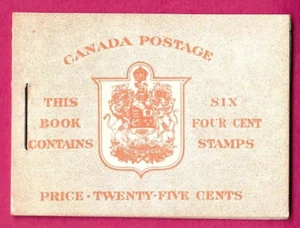 CANADA POSTAGE
THIS
BOOK
CONTAINS
SIX
FOUR CENT
STAMPS
PRICE · TWENTY-FIVE CENTS